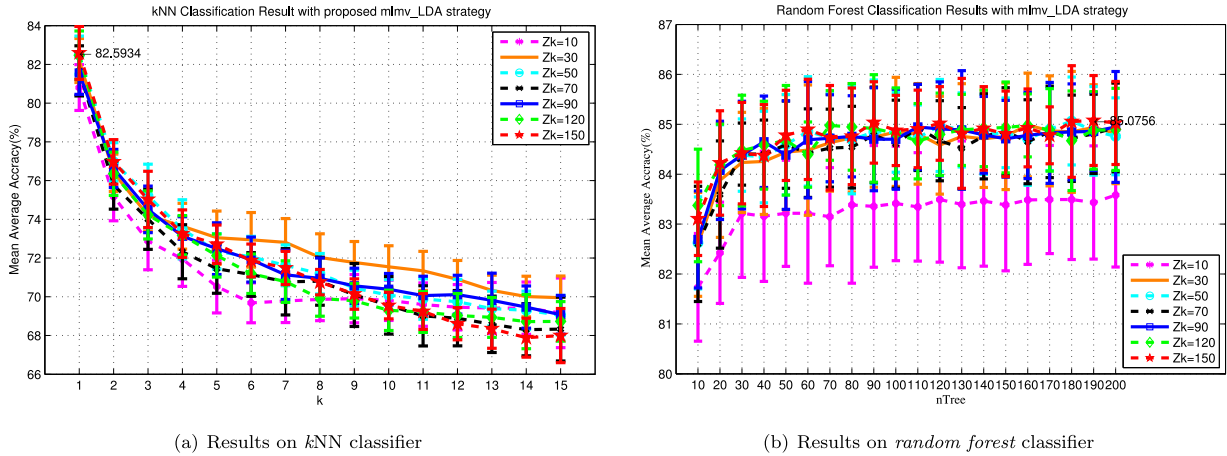 kNN Classification Result with proposed mlmv_LDA strategy
84
82
80
78
76
74
72
70
68
66
Mean Average Accracy(%)
82.5934
Zk=10
Zk=30
Zk=50
Zk=70
Zk=90
Zk=120
Zk=150
1 2 3 4 5 6 7 8 9 10 11 12 13 14 15
k
(a) Results on kNN classifier
Random Forest Classification Results with mlmv_LDA strategy
87
86
85
84
83
82
81
80
Mean Average Accuracy(%)
85.0756
Zk=10
Zk=30
Zk=50
Zk=70
Zk=90
Zk=120
Zk=150
10 20 30 40 50 60 70 80 90 100 110 120 130 140 150 160 170 180 190 200
nTree
(b) Results on random forest classifier